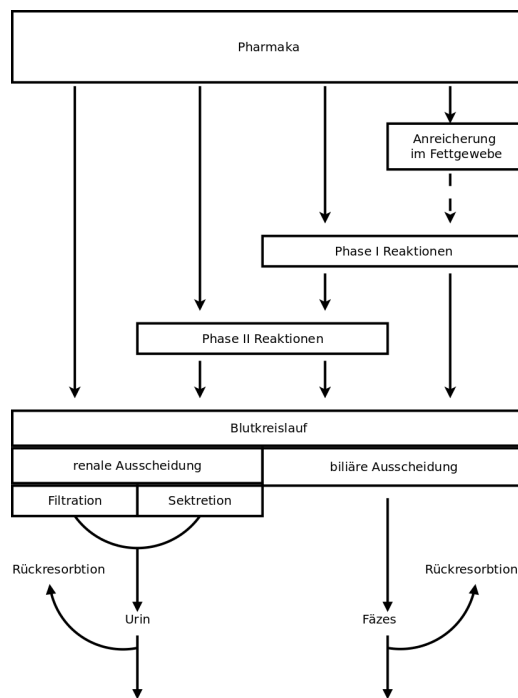 Pharmaka
Anreicherung
im Fettgewebe
Phase I Reaktionen
Phase II Reaktionen
Blutkreislauf
renale Ausscheidung
biliäre Ausscheidung
Filtration
Sektretion
Rückresorbtion
Rückresorbtion
Urin
Fäzes